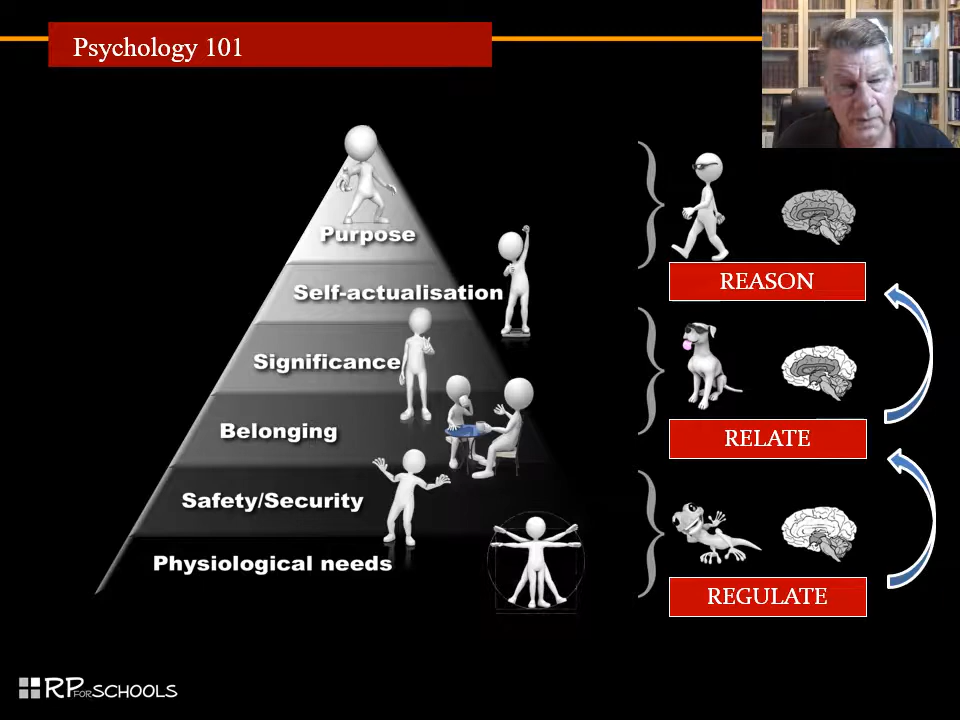 Psychology 101
Purpose
Self-actualisation
Significance
Belonging
Safety/Security
Physiological needs
REASON
RELATE
REGULATE
RP FOR SCHOOLS